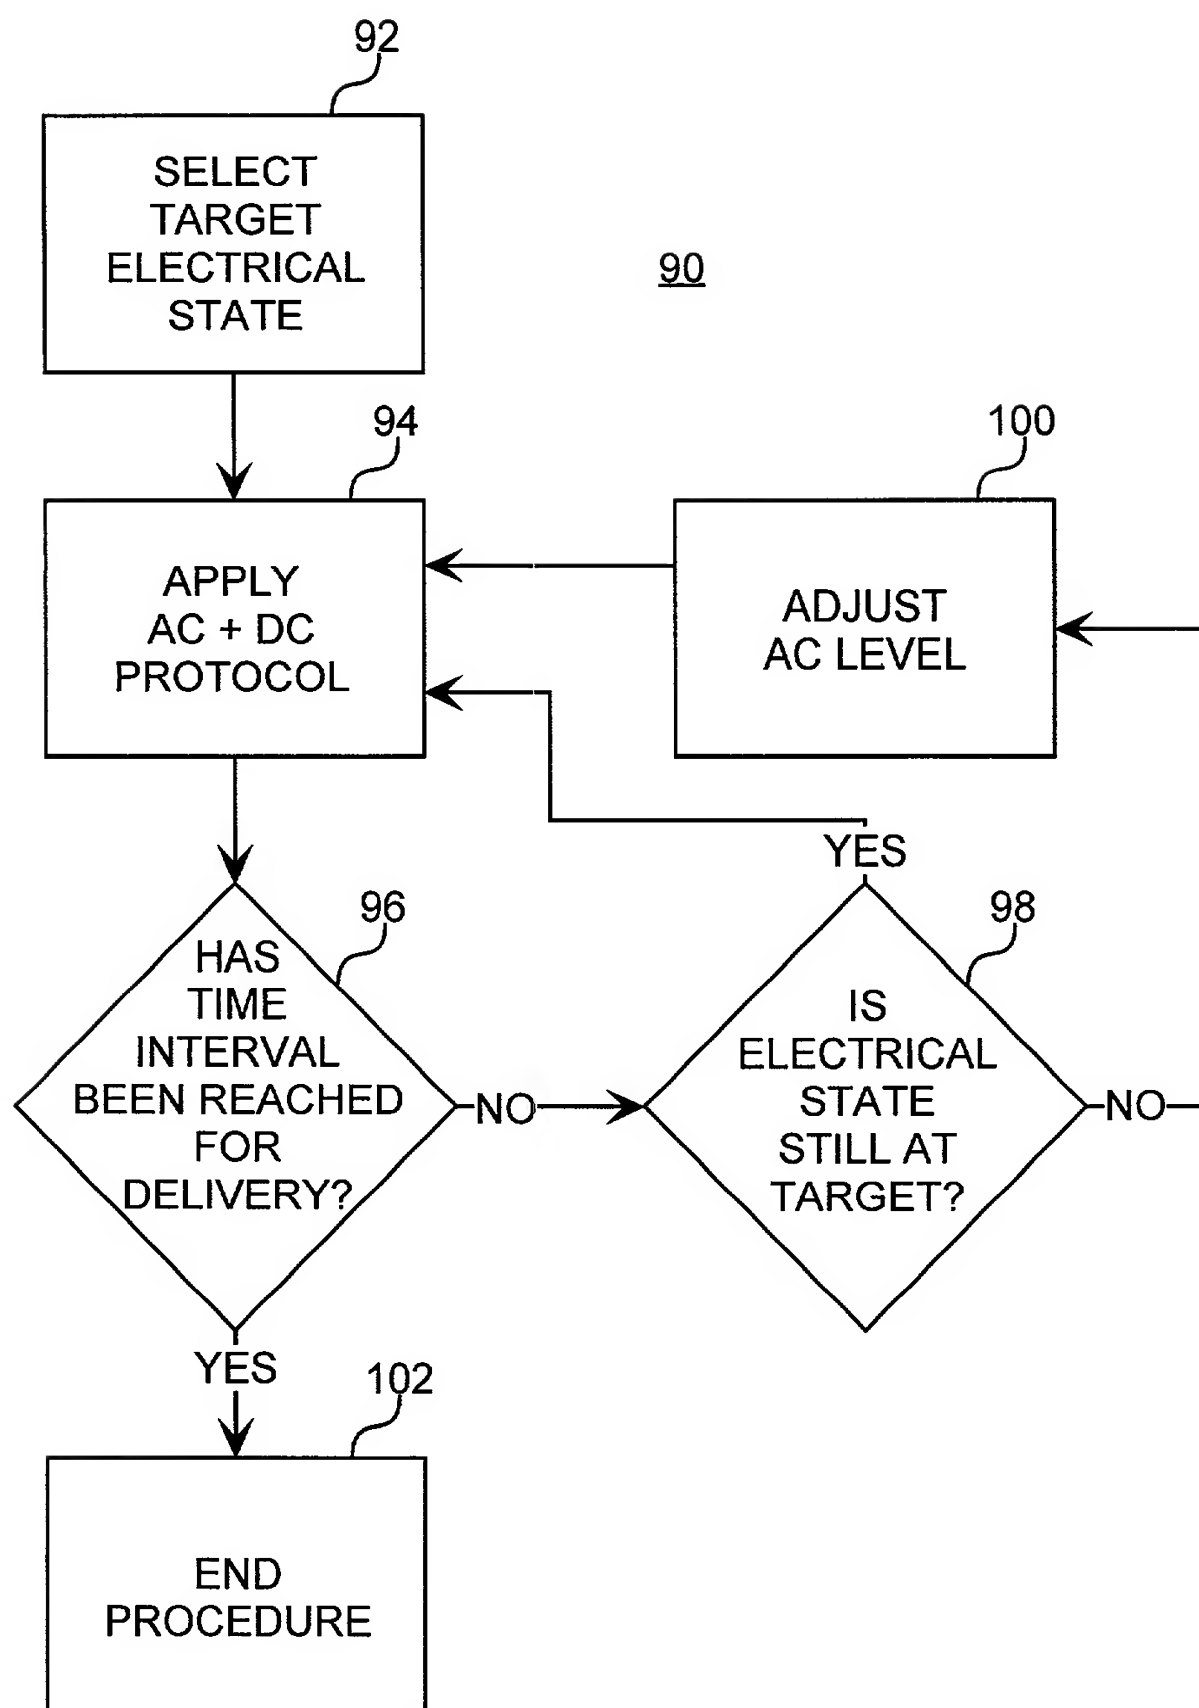 92
SELECT
TARGET
ELECTRICAL
STATE
90
94
APPLY
AC + DC
PROTOCOL
100
ADJUST
AC LEVEL
96
HAS
TIME
INTERVAL
BEEN REACHED
FOR
DELIVERY?
NO
YES
98
IS
ELECTRICAL
STATE
STILL AT
TARGET?
NO
YES
102
END
PROCEDURE